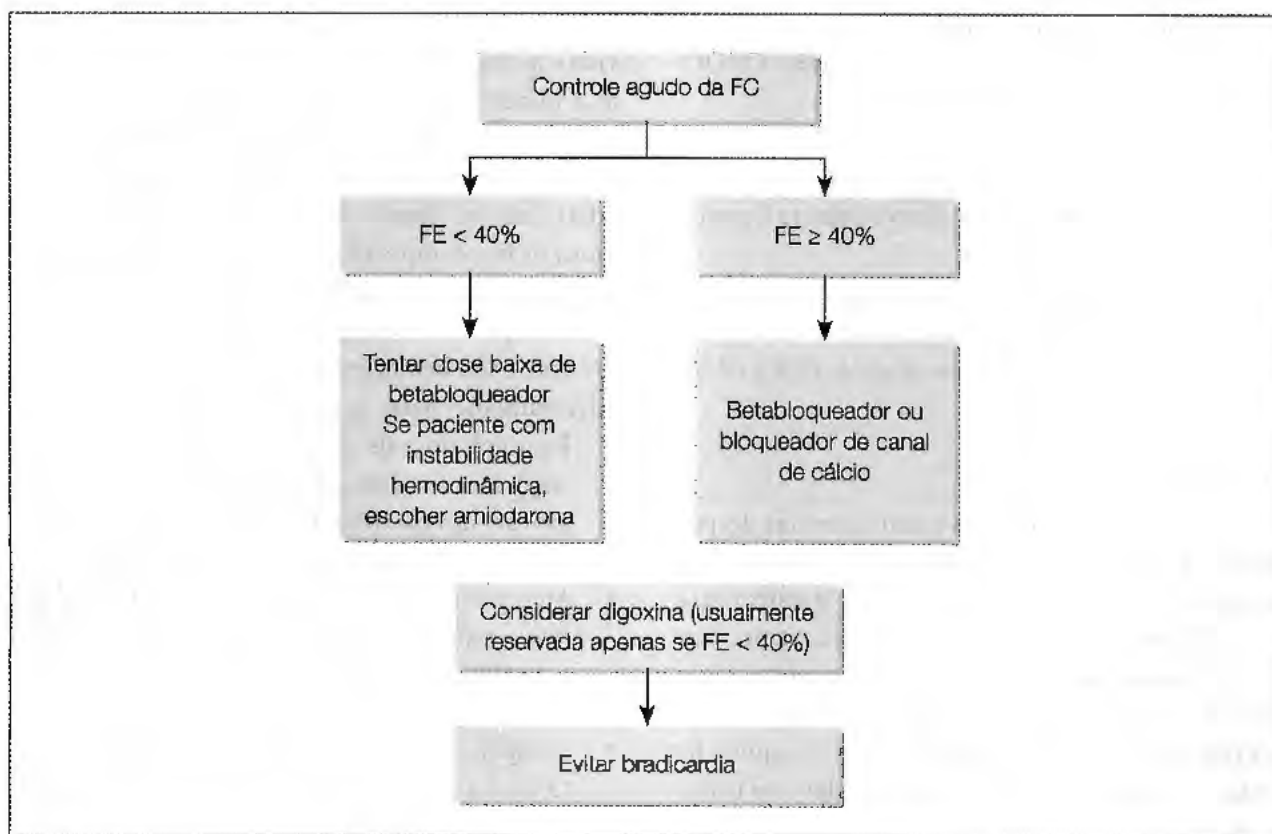 Controle agudo da FC
FE < 40%
FE ≥ 40%
Tentar dose baixa de
betabloqueador
Se paciente com
instabilidade
hemodinâmica,
escoher amiodarona
Betabloqueador ou
bloqueador de canal
de cálcio
Considerar digoxina (usualmente
reservada apenas se FE < 40%)
Evitar bradicardia